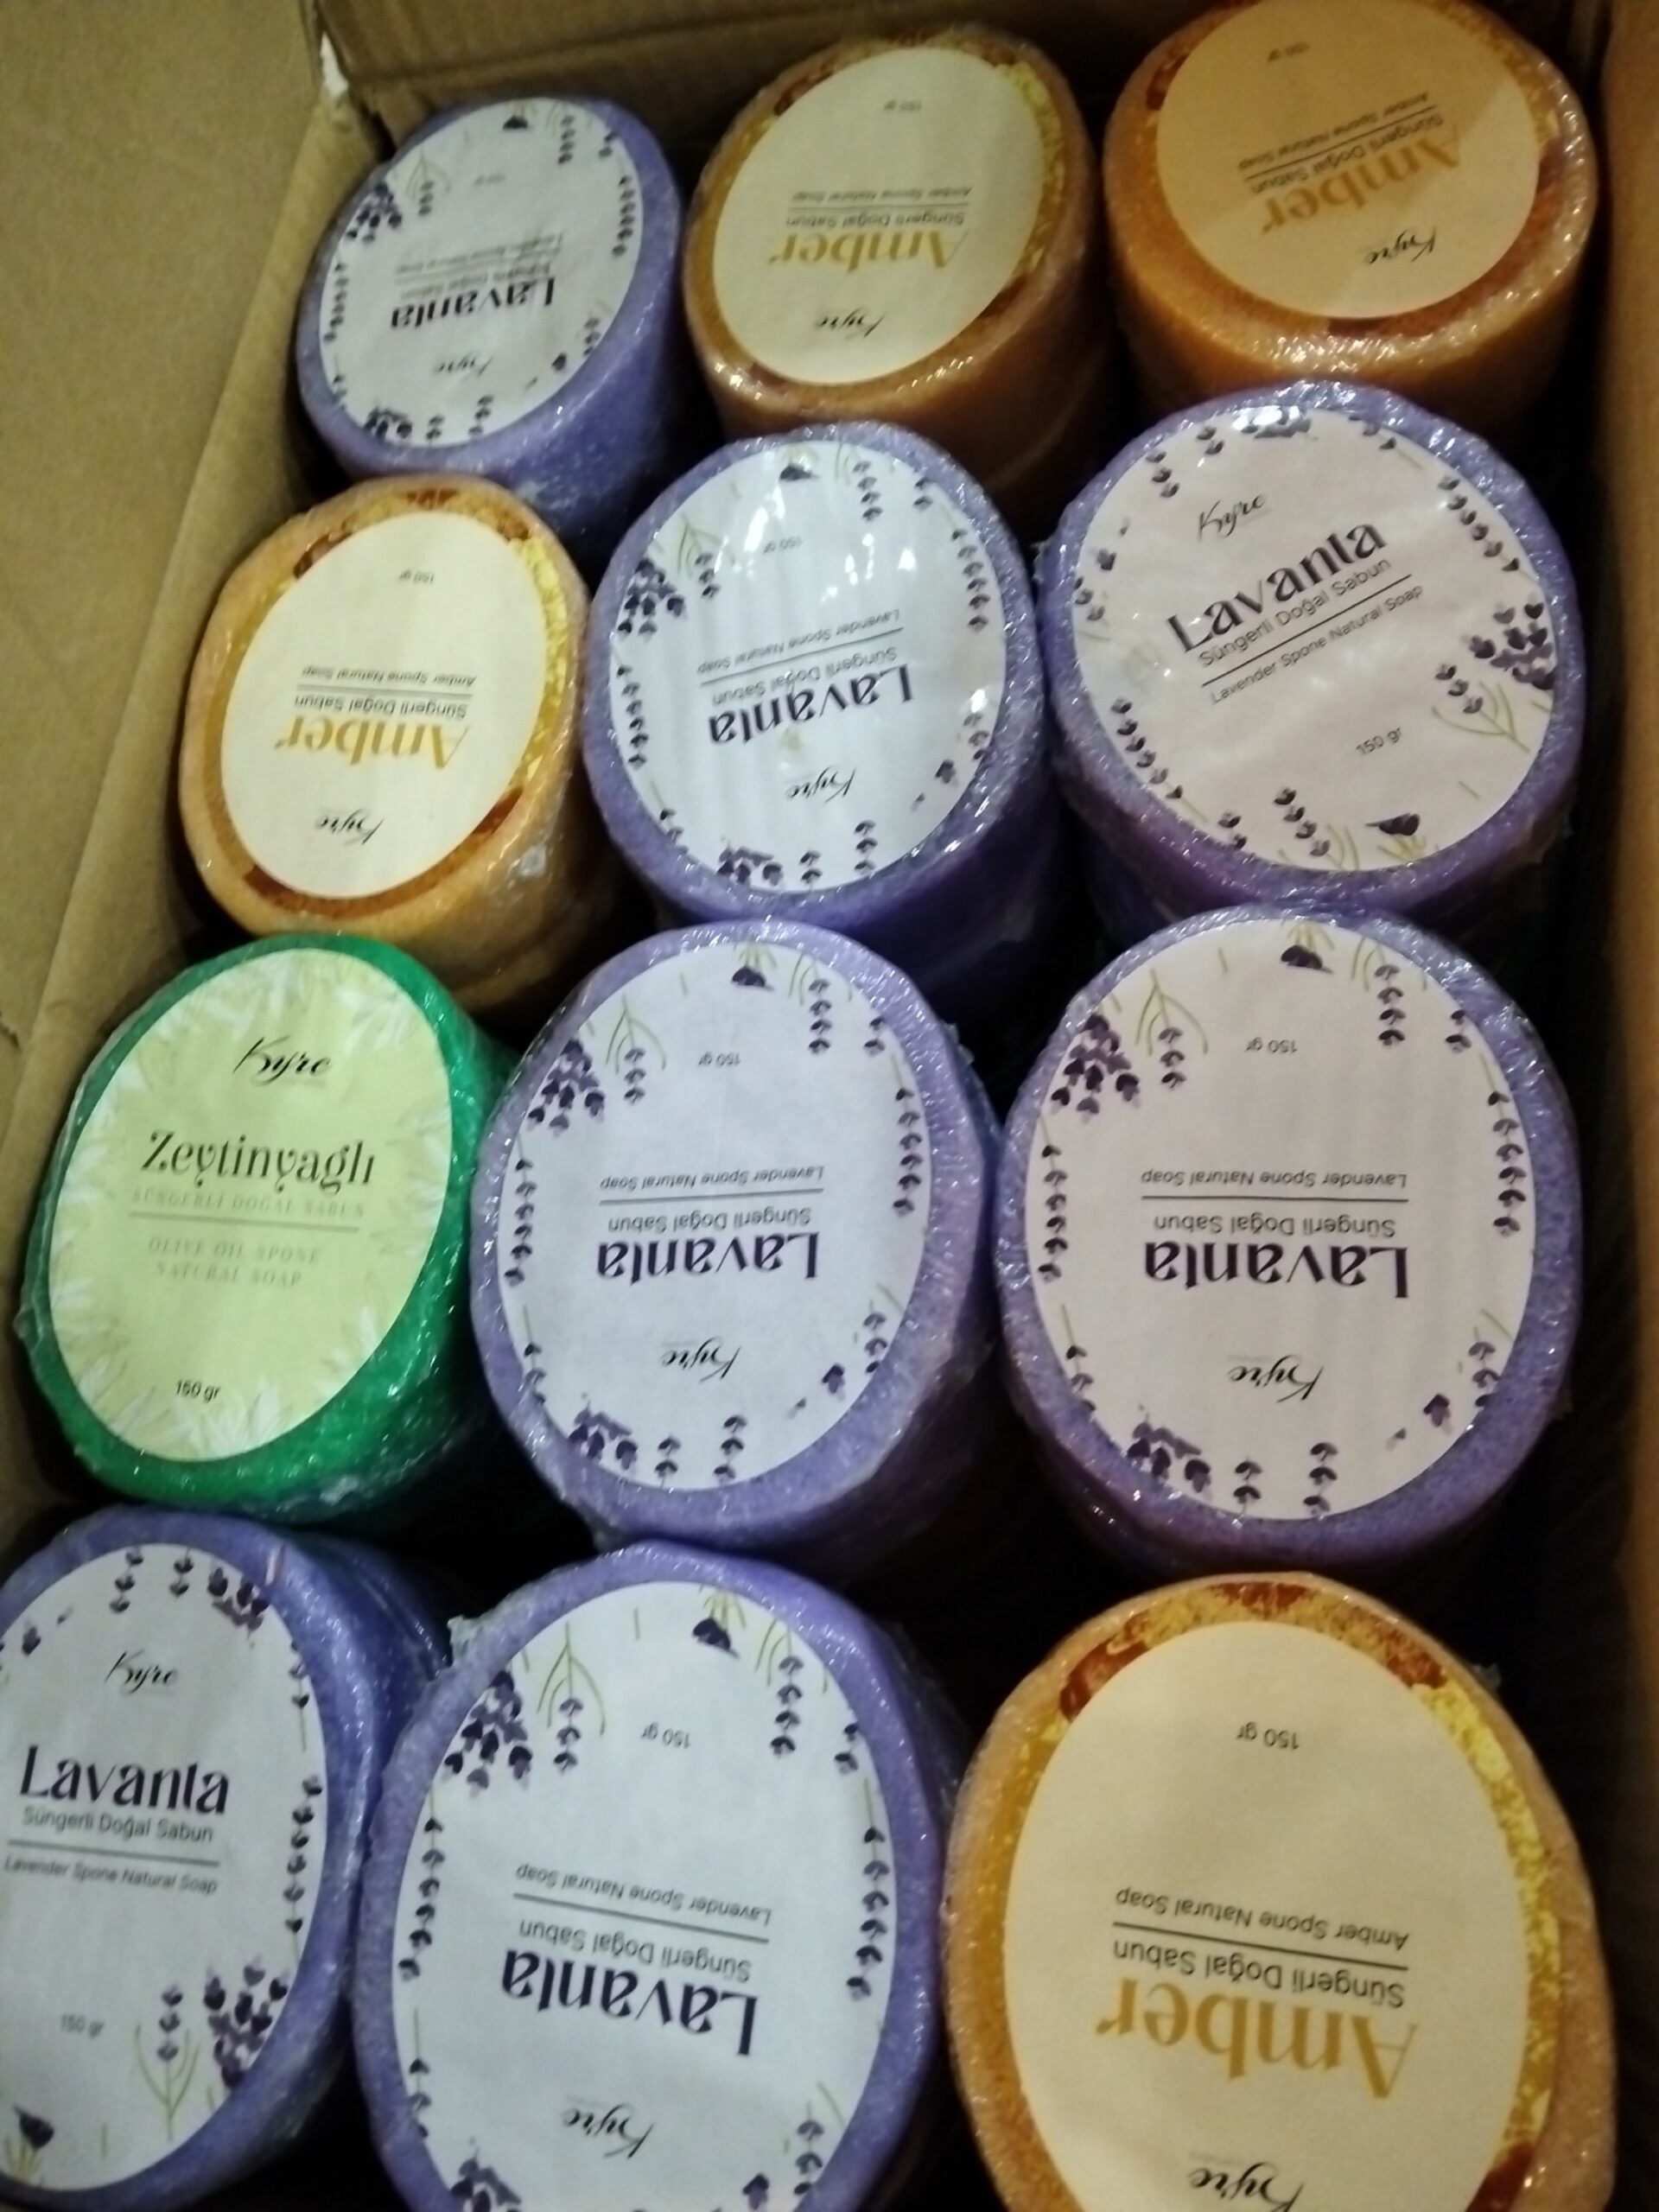 150 gr
Amber Spone Natural Soap
Süngerli Doğal Sabun
Amber
Kyre
150 gr
Amber Spone Natural Soap
Süngerli Doğal Sabun
Amber
Kyre
Lavanta
Kyre
150 gr
Amber Spone Natural Soap
Süngerli Doğal Sabun
Amber
Kyre
150 gr
Lavender Spone Natural Soap
Süngerli Doğal Sabun
Lavanta
Kyre
Kyre
Lavanta
Süngerli Doğal Sabun
Lavender Spone Natural Soap
150 gr
Kyre
Zeytinyağlı
SÜNGERLİ DOĞAL SABUN
OLIVE OIL SPONE
NATURAL SOAP
150 gr
150 gr
Lavender Spone Natural Soap
Süngerli Doğal Sabun
Lavanta
Kyre
150 gr
Lavender Spone Natural Soap
Süngerli Doğal Sabun
Lavanta
Kyre
Kyre
Lavanta
Süngerli Doğal Sabun
Lavender Spone Natural Soap
150 gr
150 gr
Lavender Spone Natural Soap
Süngerli Doğal Sabun
Lavanta
Kyre
150 gr
Amber Spone Natural Soap
Süngerli Doğal Sabun
Amber
Kyre